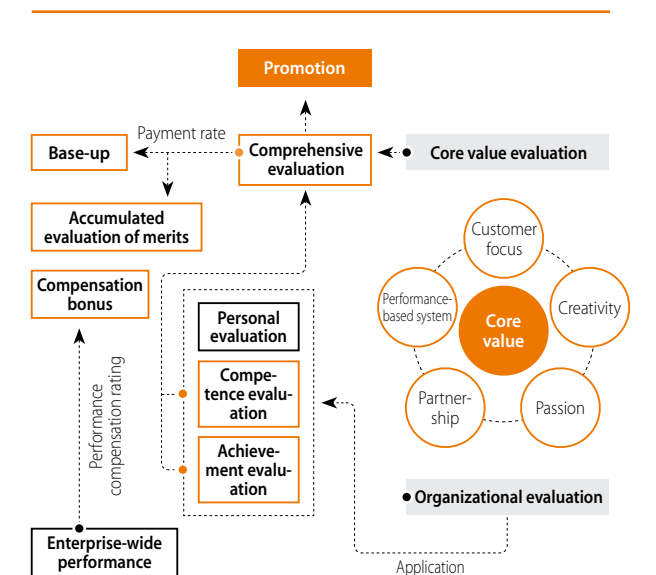 Promotion
Payment rate
Base-up
Comprehensive
evaluation
Core value evaluation
Accumulated
evaluation of merits
Customer
focus
Compensation
bonus
Performance-
based system
Creativity
Core
value
Personal
evaluation
Compe-
tence evalu-
ation
Partner-
ship
Passion
Performance
compensation rating
Achieve-
ment evalu-
ation
Organizational evaluation
Enterprise-wide
performance
Application